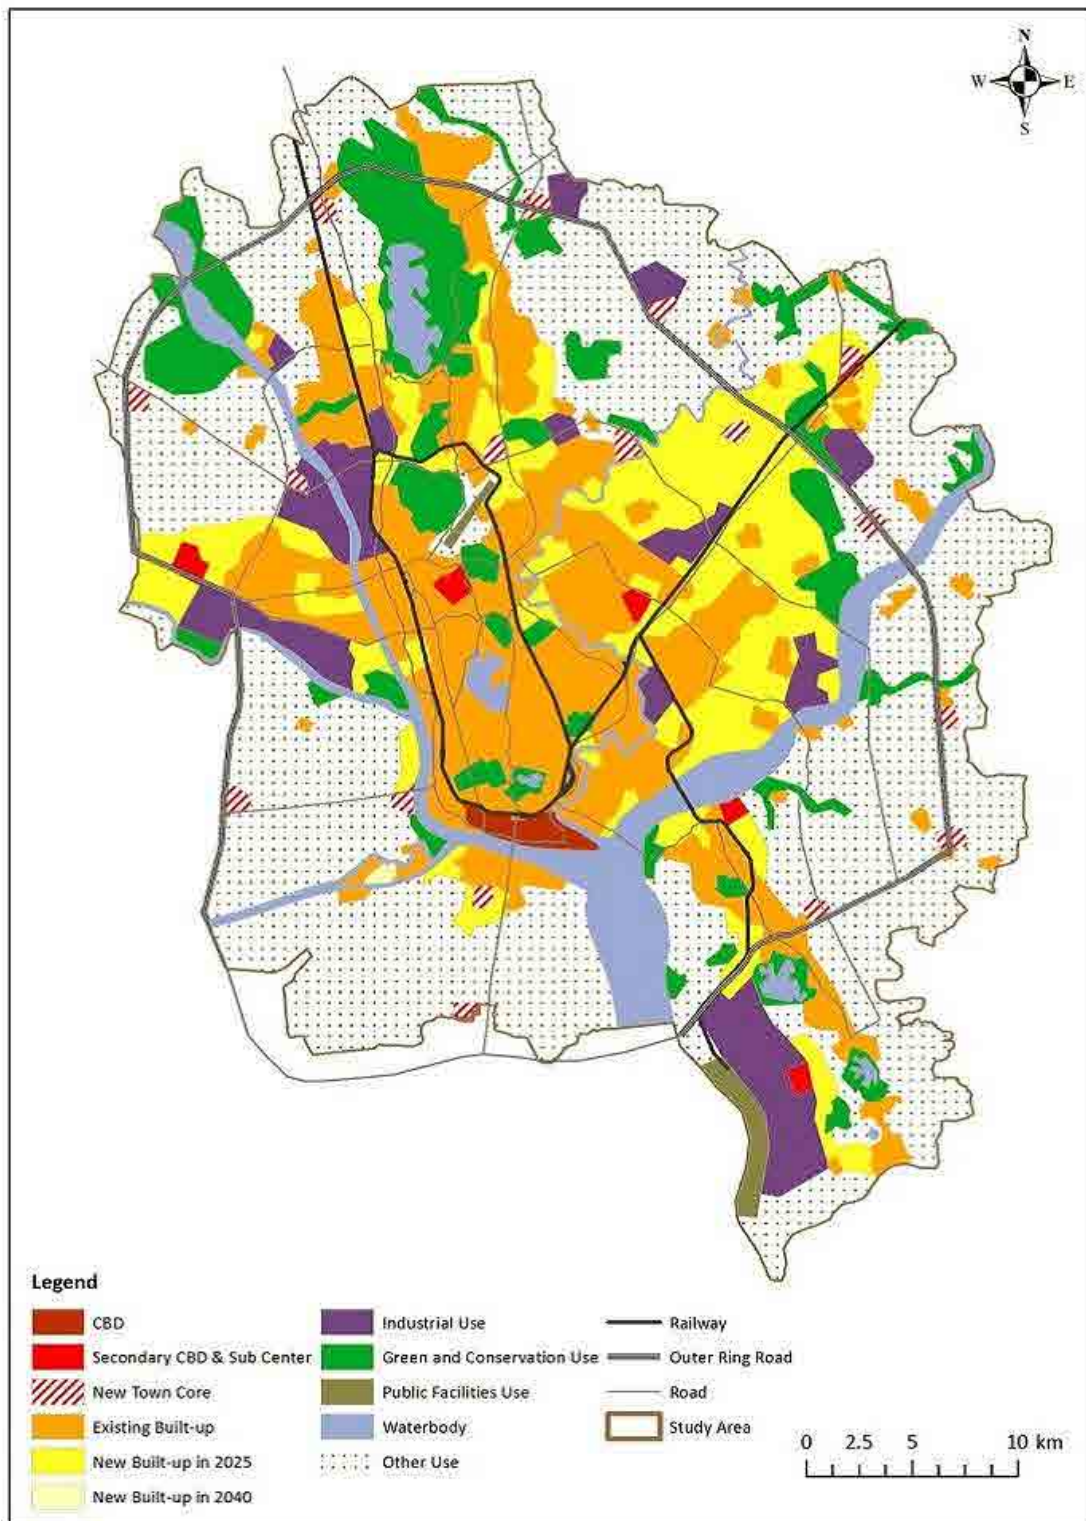 N
W E
S
Legend
CBD
Secondary CBD & Sub Center
New Town Core
Existing Built-up
New Built-up in 2025
New Built-up in 2040
Industrial Use
Green and Conservation Use
Public Facilities Use
Waterbody
Other Use
Railway
Outer Ring Road
Road
Study Area
0 2.5 5 10 km